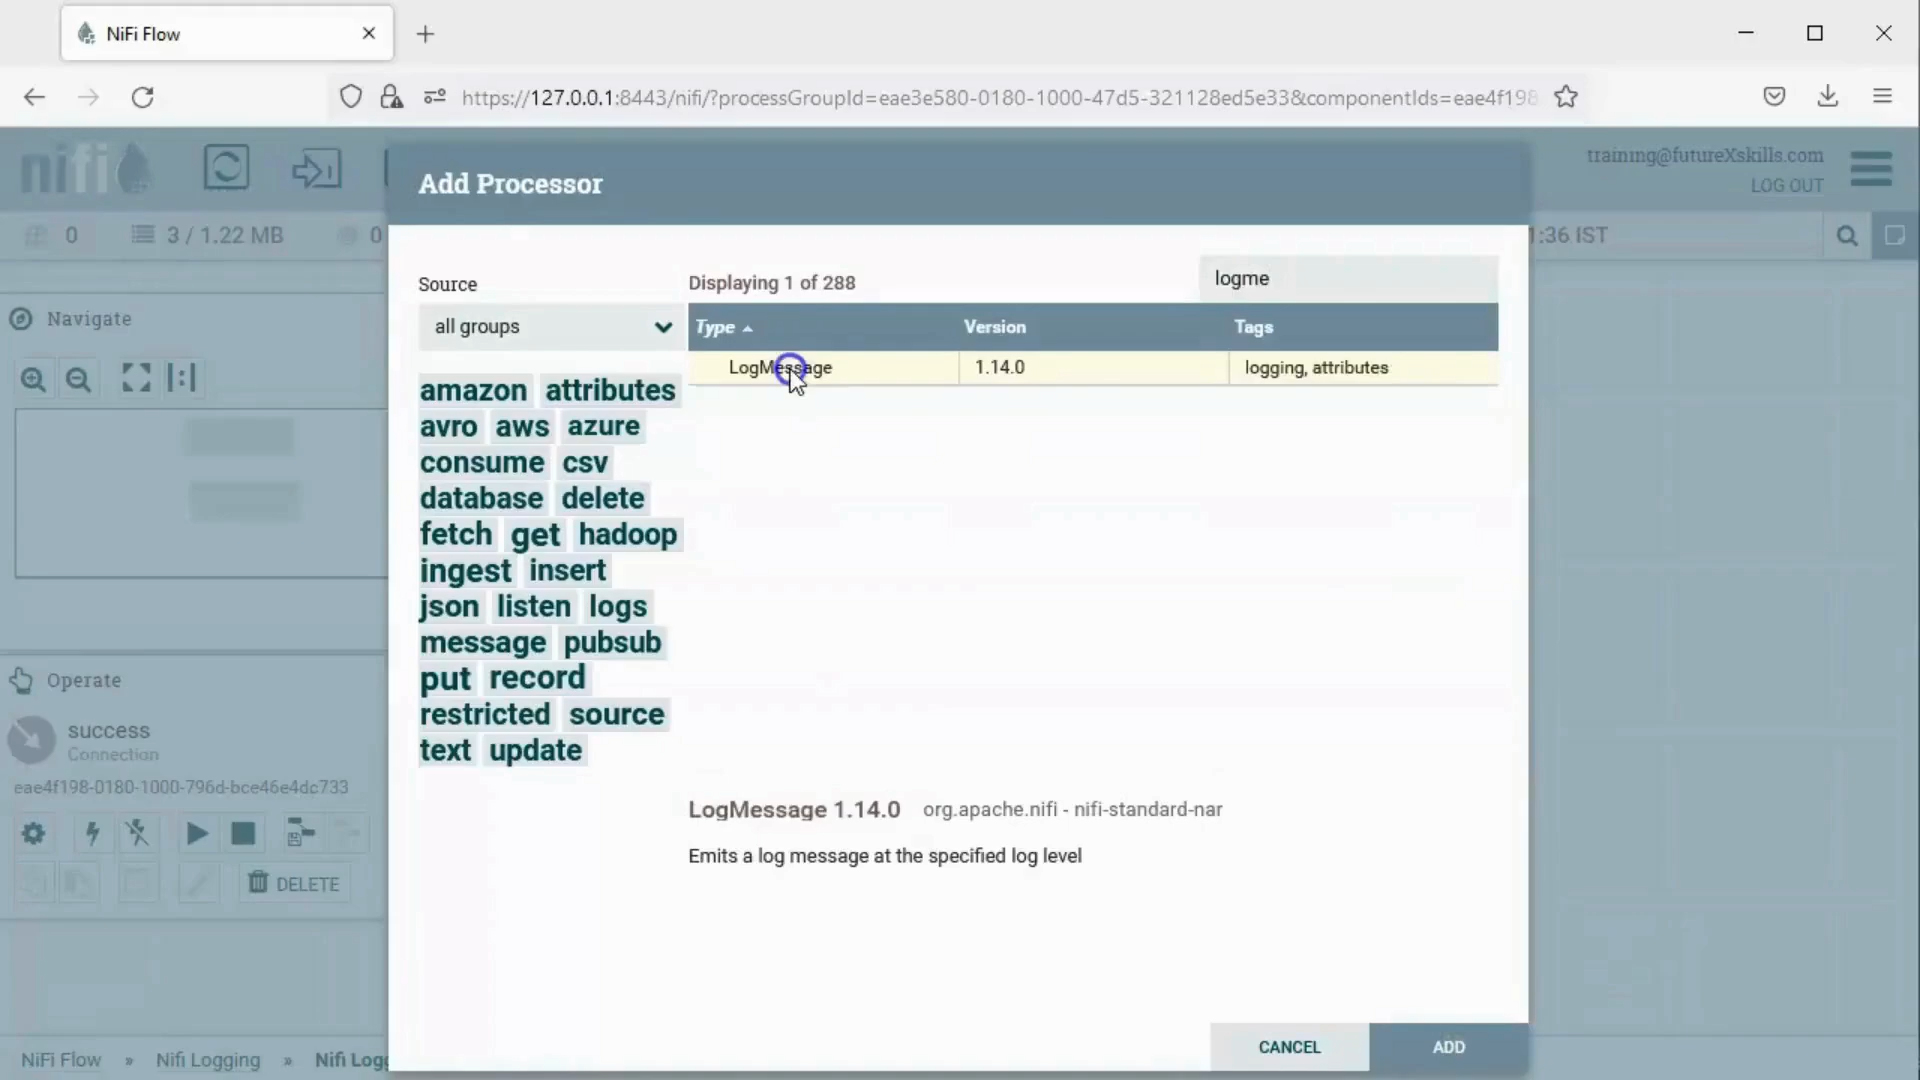 NiFi Flow
https://127.0.0.1:8443/nifi/?processGroupId=eae3e580-0180-1000-47d5-321128ed5e33&componentIds=eae4f198
nifi
training@futureXskills.com
LOG OUT
0
3 / 1.22 MB
0
1:36 IST
Add Processor
Source
Displaying 1 of 288
logme
all groups
Type Version Tags
LogMessage 1.14.0 logging, attributes
amazon attributes
avro aws azure
consume csv
database delete
fetch get hadoop
ingest insert
json listen logs
message pubsub
put record
restricted source
text update
LogMessage 1.14.0 org.apache.nifi - nifi-standard-nar
Emits a log message at the specified log level
CANCEL ADD
Navigate
Operate
success
Connection
eae4f198-0180-1000-796d-bce46e4dc733
DELETE
NiFi Flow » Nifi Logging » Nifi Logg